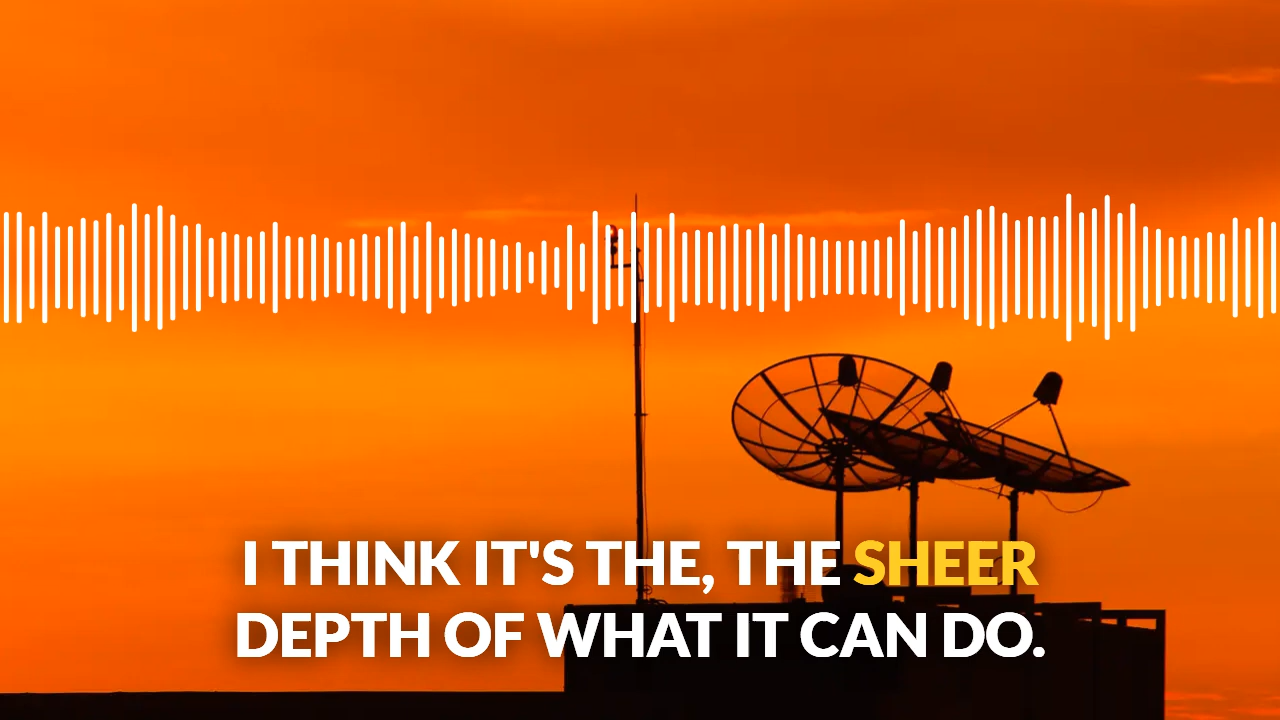 I THINK IT'S THE, THE SHEER
DEPTH OF WHAT IT CAN DO.